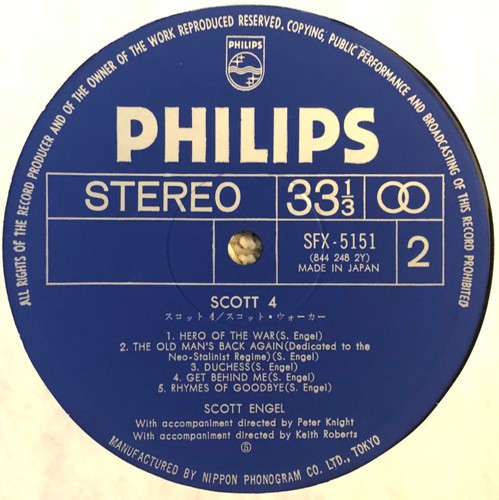 ALL RIGHTS OF THE RECORD PRODUCER AND OF THE OWNER OF THE WORK REPRODUCED RESERVED. COPYING, PUBLIC PERFORMANCE AND BROADCASTING OF THIS RECORD PROHIBITED
PHILIPS
PHILIPS
STEREO 33 1/3
SFX-5151
(844 248 2Y)
MADE IN JAPAN
2
SCOTT 4
スコット 4/スコット・ウォーカー
1. HERO OF THE WAR(S. Engel)
2. THE OLD MAN'S BACK AGAIN(Dedicated to the
Neo-Stalinist Regime)(S. Engel)
3. DUCHESS(S. Engel)
4. GET BEHIND ME(S. Engel)
5. RHYMES OF GOODBYE(S. Engel)
SCOTT ENGEL
With accompaniment directed by Peter Knight
With accompaniment directed by Keith Roberts
Ⓢ
MANUFACTURED BY NIPPON PHONOGRAM CO. LTD., TOKYO